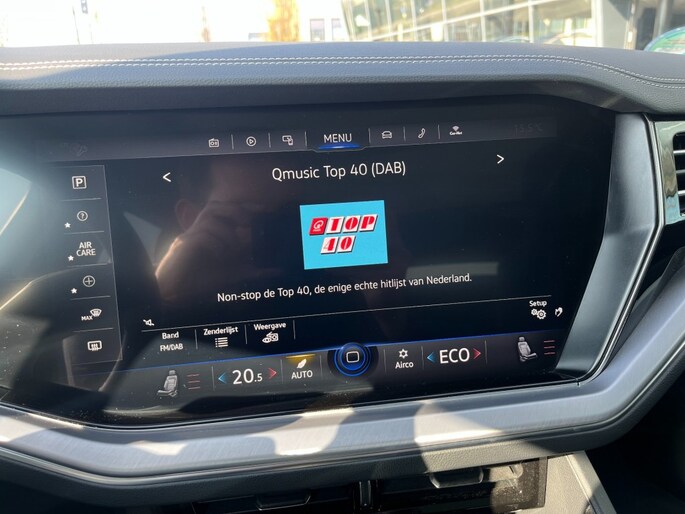 MENU
Qmusic Top 40 (DAB)
TOP
40
Non-stop de Top 40, de enige echte hitlijst van Nederland.
P
?
AIR
CARE
MAX
Band
FM/DAB
Zenderlijst
Weergave
Setup
20.5
AUTO
Airco
ECO